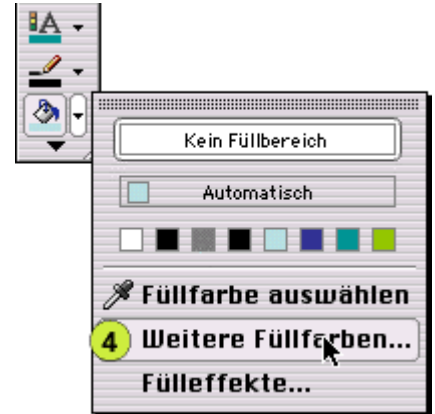 A
Kein Füllbereich
Automatisch
Füllfarbe auswählen
4 Weitere Füllfarben...
Fülleffekte...